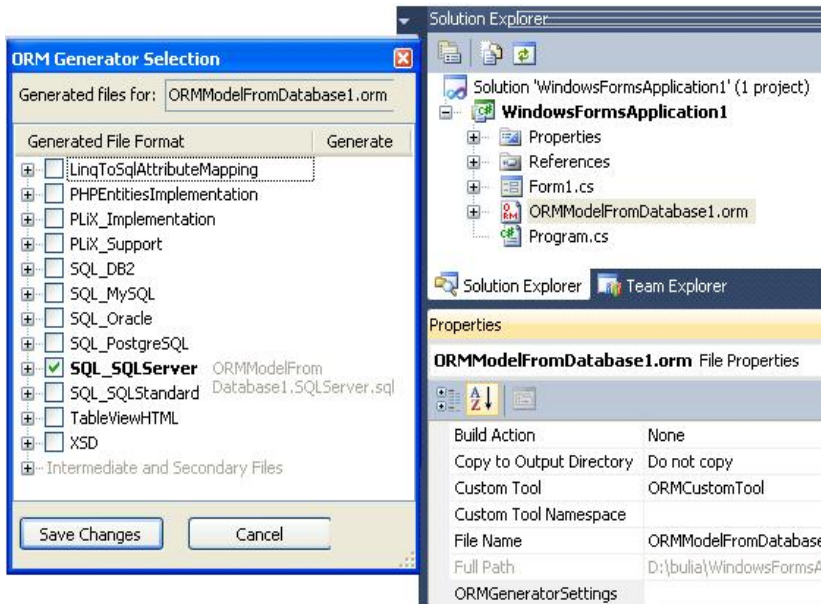 ORM Generator Selection
Generated files for: ORMModelFromDatabase1.orm
Generated File Format Generate
LinqToSqlAttributeMapping
PHPEntitiesImplementation
PLiX_Implementation
PLiX_Support
SQL_DB2
SQL_MySQL
SQL_Oracle
SQL_PostgreSQL
SQL_SQLServer ORMModelFrom
Database1.SQLServer.sql
SQL_SQLStandard
TableViewHTML
XSD
Intermediate and Secondary Files
Save Changes Cancel
Solution Explorer
Solution 'WindowsFormsApplication1' (1 project)
WindowsFormsApplication1
Properties
References
Form1.cs
ORMModelFromDatabase1.orm
Program.cs
Solution Explorer Team Explorer
Properties
ORMModelFromDatabase1.orm File Properties
Build Action None
Copy to Output Directory Do not copy
Custom Tool ORMCustomTool
Custom Tool Namespace
File Name ORMModelFromDatabase
Full Path D:\bulia\WindowsFormsA
ORMGeneratorSettings